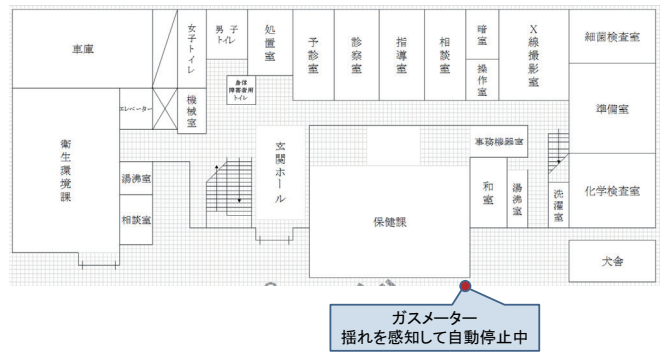 車庫
女子トイレ
男子
トイレ
処置室
予診室
診察室
指導室
相談室
暗室
操作室
X線撮影室
細菌検査室
身体
障害者用
トイレ
機械室
エレベーター
準備室
衛生環境課
玄関ホール
事務機器室
湯沸室
相談室
保健課
和室
湯沸室
洗濯室
化学検査室
犬舎
ガスメーター
揺れを感知して自動停止中